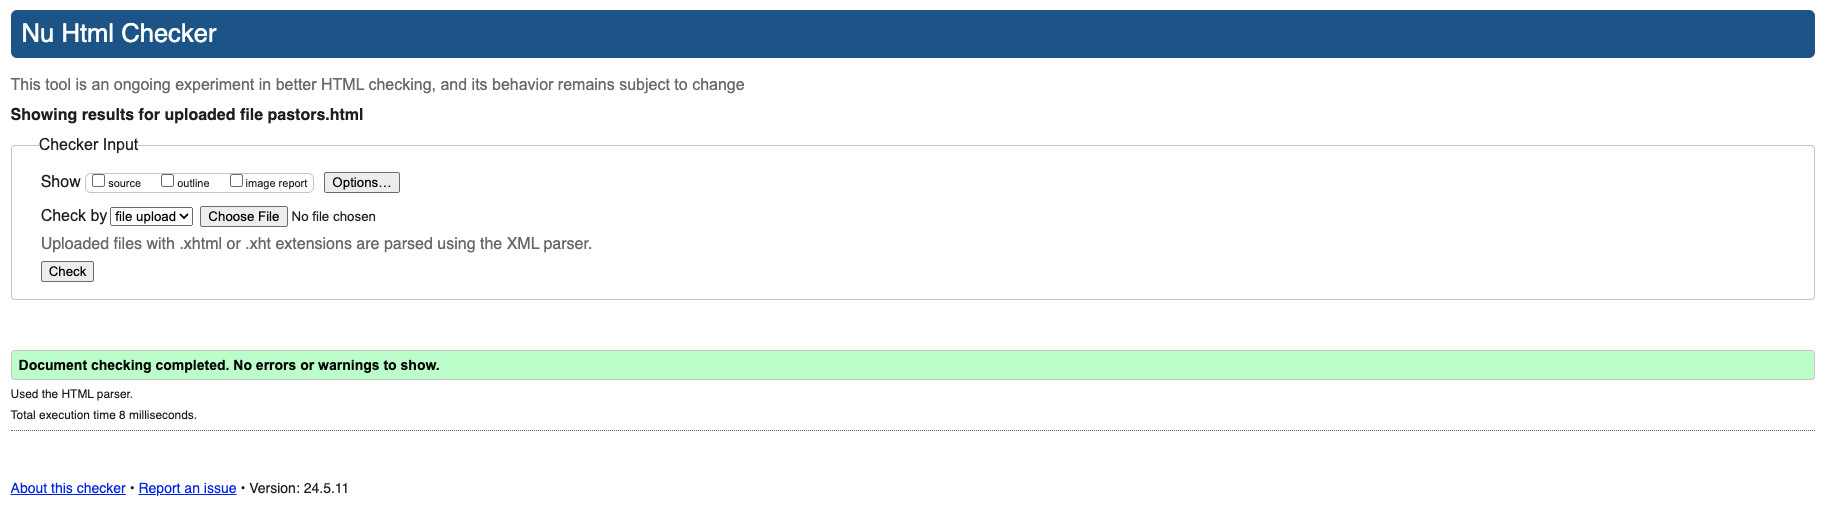 Nu Html Checker
This tool is an ongoing experiment in better HTML checking, and its behavior remains subject to change
Showing results for uploaded file pastors.html
Checker Input
Show source outline image report Options…
Check by file upload Choose File No file chosen
Uploaded files with .xhtml or .xht extensions are parsed using the XML parser.
Check
Document checking completed. No errors or warnings to show.
Used the HTML parser.
Total execution time 8 milliseconds.
About this checker • Report an issue • Version: 24.5.11